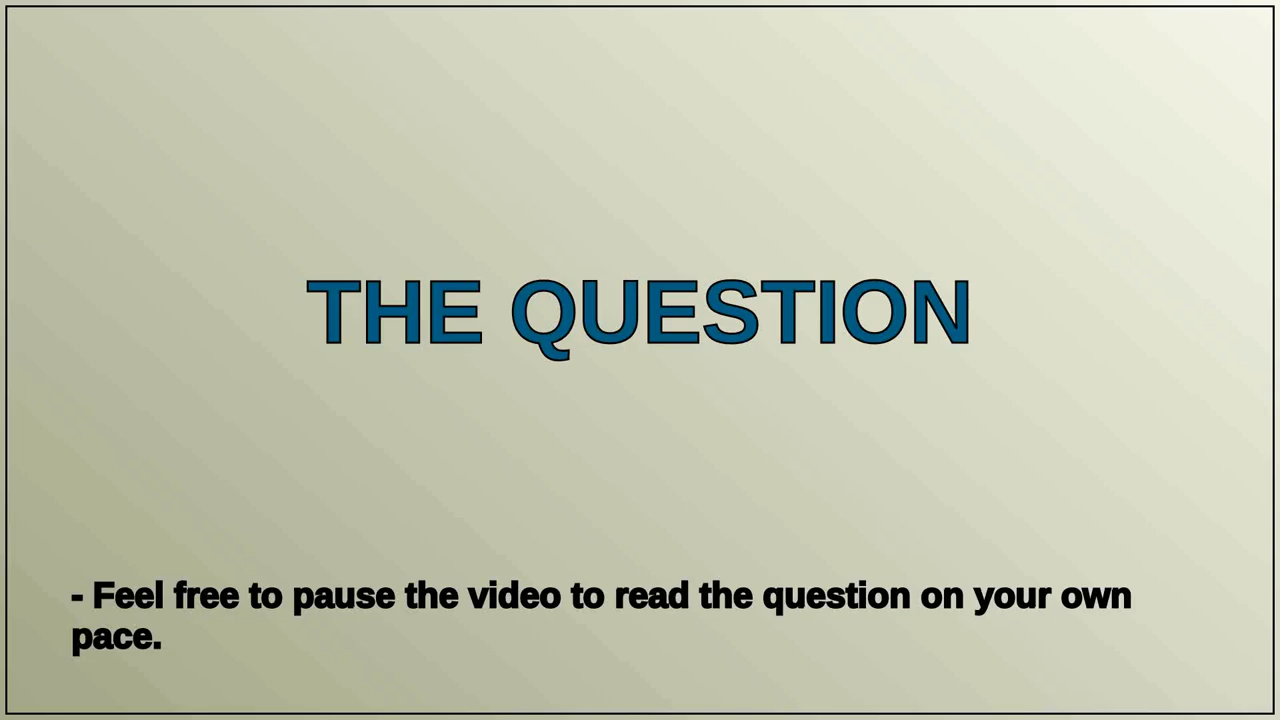 THE QUESTION
- Feel free to pause the video to read the question on your own
pace.